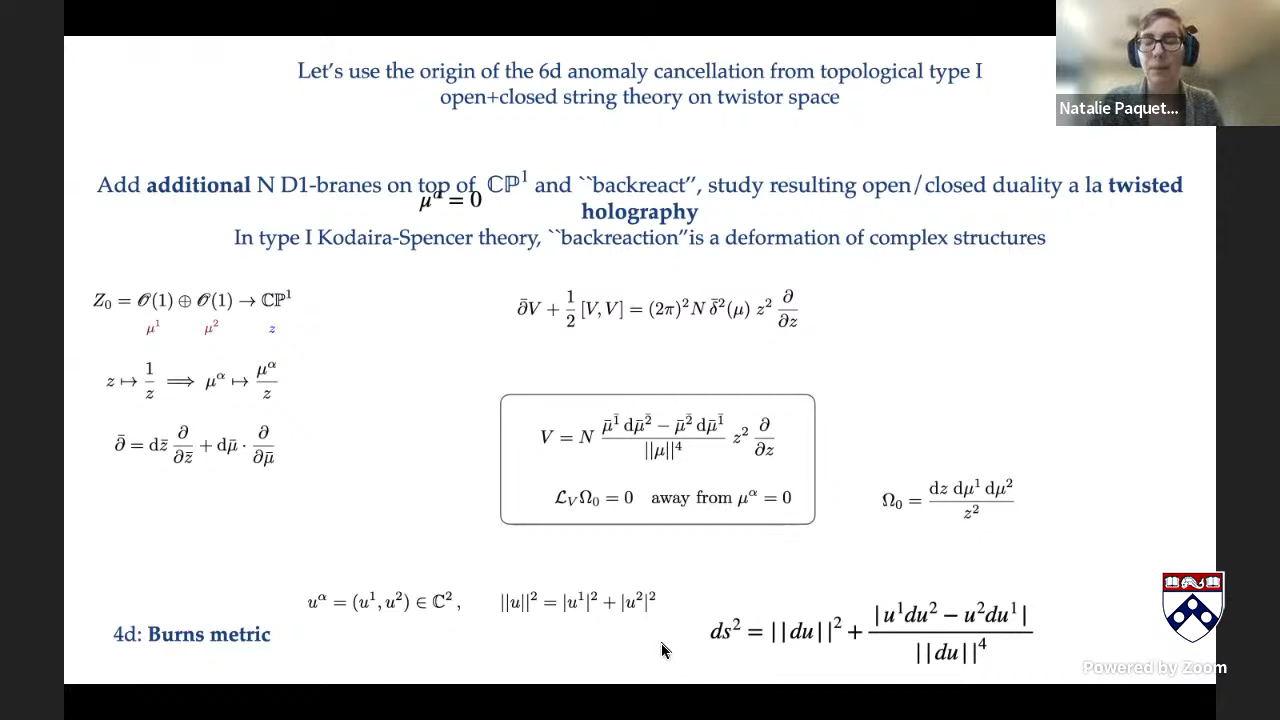 Let's use the origin of the 6d anomaly cancellation from topological type I
open+closed string theory on twistor space
Natalie Paquet...
Add additional N D1-branes on top of ℂℙ¹ and ``backreact'', study resulting open/closed duality a la twisted
μ^α = 0
holography
In type I Kodaira-Spencer theory, ``backreaction''is a deformation of complex structures
Z₀ = 𝒪(1) ⊕ 𝒪(1) → ℂℙ¹
μ¹ μ² z
∂̄V + 1/2 [V, V] = (2π)² N δ̄²(μ) z² ∂/∂z
z ↦ 1/z ⟹ μ^α ↦ μ^α/z
∂̄ = dz̄ ∂/∂z̄ + dμ̄ · ∂/∂μ̄
V = N (μ̄^1̄ dμ̄^2̄ − μ̄^2̄ dμ̄^1̄)/||μ||⁴ z² ∂/∂z
ℒ_V Ω₀ = 0 away from μ^α = 0
Ω₀ = dz dμ¹ dμ²/z²
u^α = (u¹, u²) ∈ ℂ² , ||u||² = |u¹|² + |u²|²
4d: Burns metric
ds² = ||du||² + |u¹du² − u²du¹|/||du||⁴
Powered by Zoom